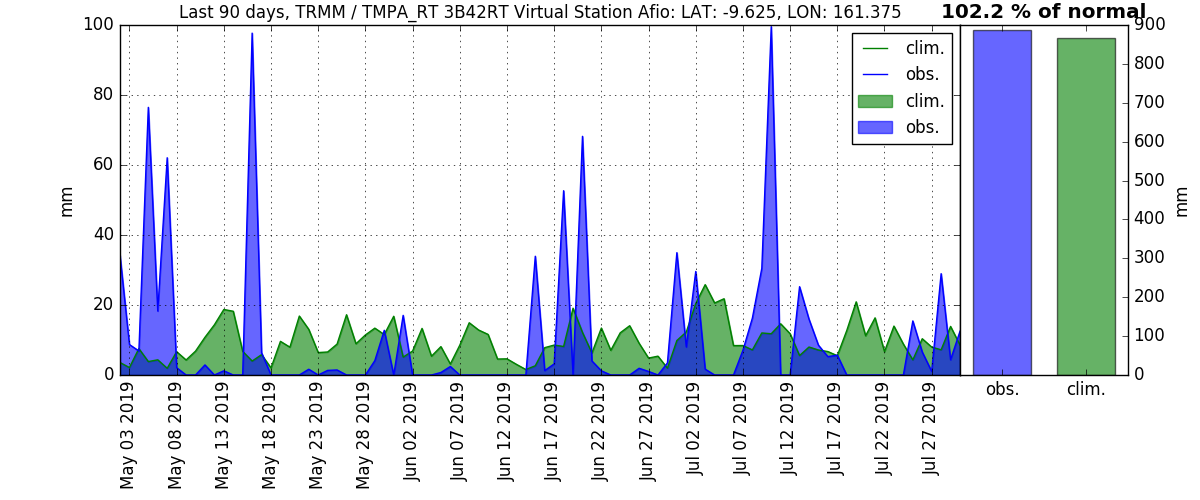 Last 90 days, TRMM / TMPA_RT 3B42RT Virtual Station Afio: LAT: -9.625, LON: 161.375
102.2 % of normal
100
80
60
40
20
0
mm
clim.
obs.
clim.
obs.
900
800
700
600
500
400
300
200
100
0
mm
May 03 2019
May 08 2019
May 13 2019
May 18 2019
May 23 2019
May 28 2019
Jun 02 2019
Jun 07 2019
Jun 12 2019
Jun 17 2019
Jun 22 2019
Jun 27 2019
Jul 02 2019
Jul 07 2019
Jul 12 2019
Jul 17 2019
Jul 22 2019
Jul 27 2019
obs.
clim.